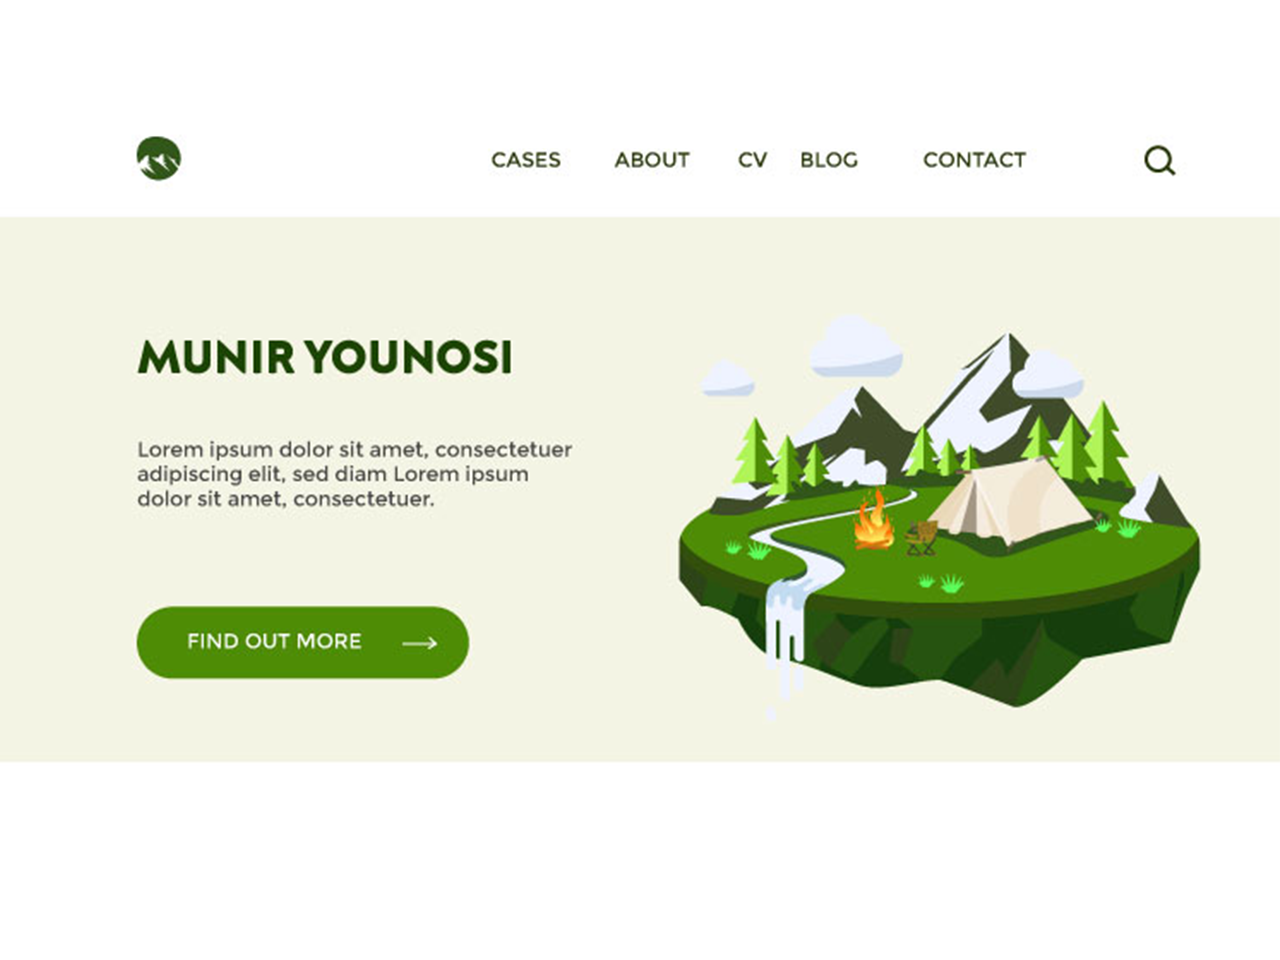 CASES ABOUT CV BLOG CONTACT
MUNIR YOUNOSI
Lorem ipsum dolor sit amet, consectetuer
adipiscing elit, sed diam Lorem ipsum
dolor sit amet, consectetuer.
FIND OUT MORE